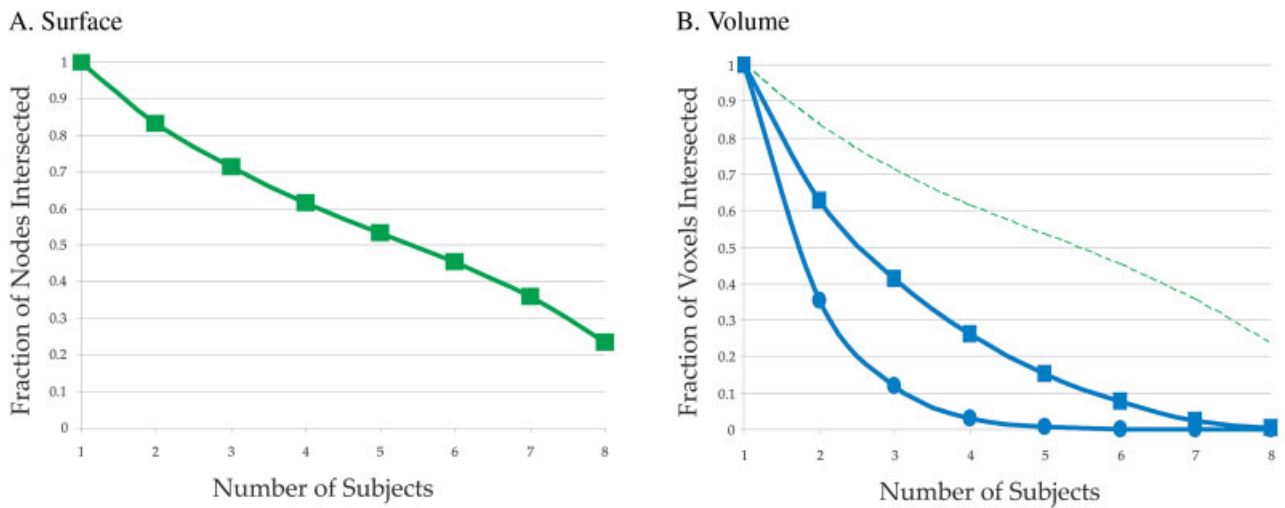 A. Surface
Fraction of Nodes Intersected
1
0.9
0.8
0.7
0.6
0.5
0.4
0.3
0.2
0.1
0
1 2 3 4 5 6 7 8
Number of Subjects
B. Volume
Fraction of Voxels Intersected
1
0.9
0.8
0.7
0.6
0.5
0.4
0.3
0.2
0.1
0
1 2 3 4 5 6 7 8
Number of Subjects